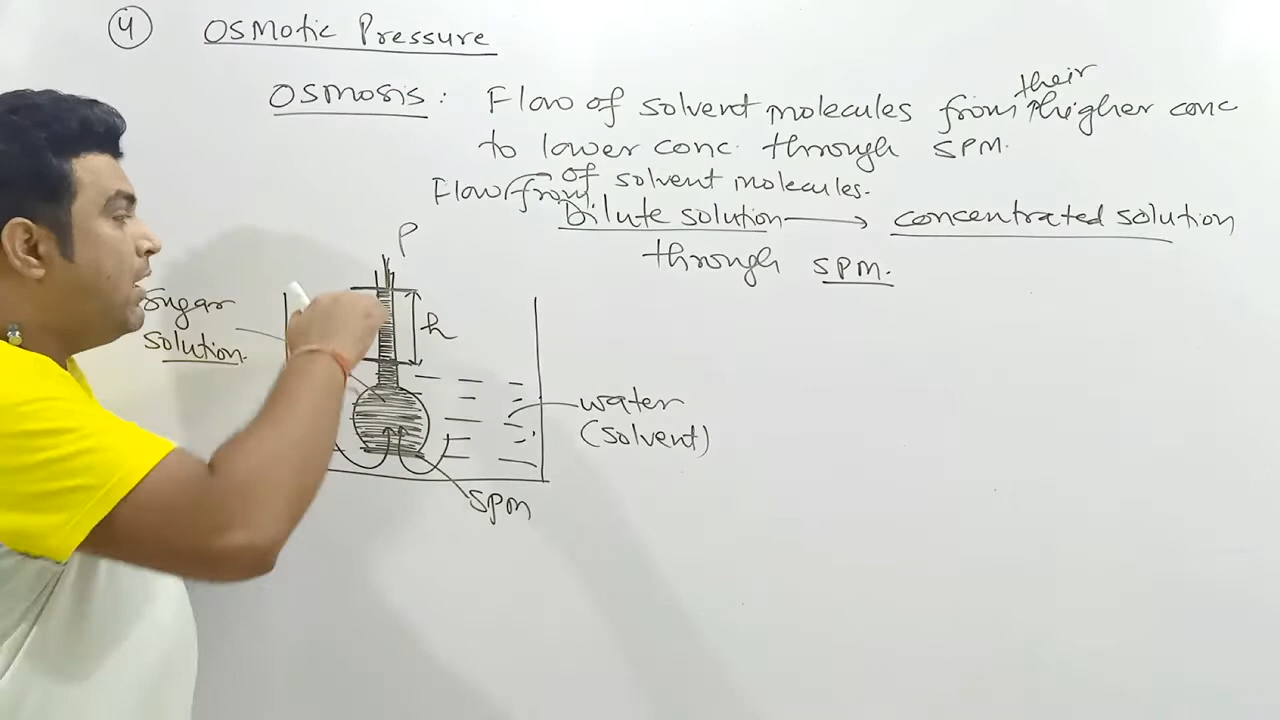 4 Osmotic Pressure
Osmosis: Flow of solvent molecules from their higher conc
to lower conc. through SPM.
Flow of solvent molecules.
from Dilute solution → concentrated solution
through SPM.
P
Sugar
solution.
h
water
(solvent)
SPM